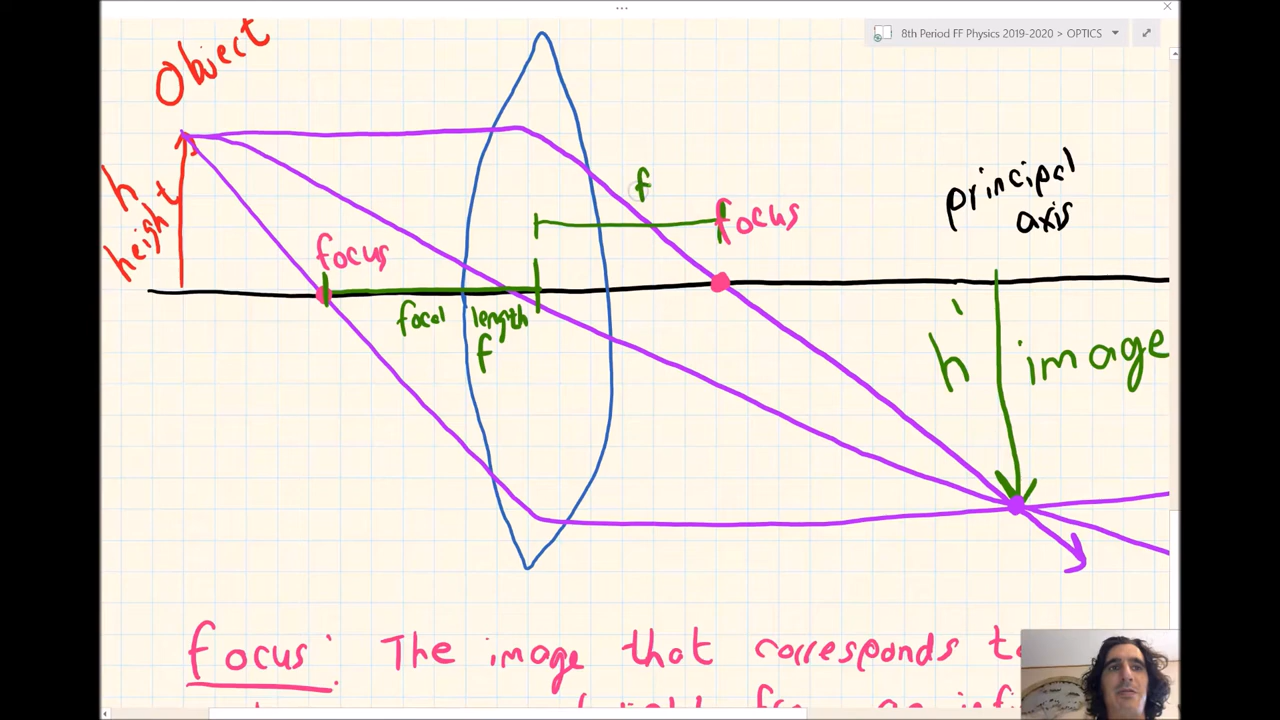 8th Period FF Physics 2019-2020 > OPTICS
Object
h
height
focus
focal length
f
f
focus
principal
axis
h'
image
focus: The image that corresponds to